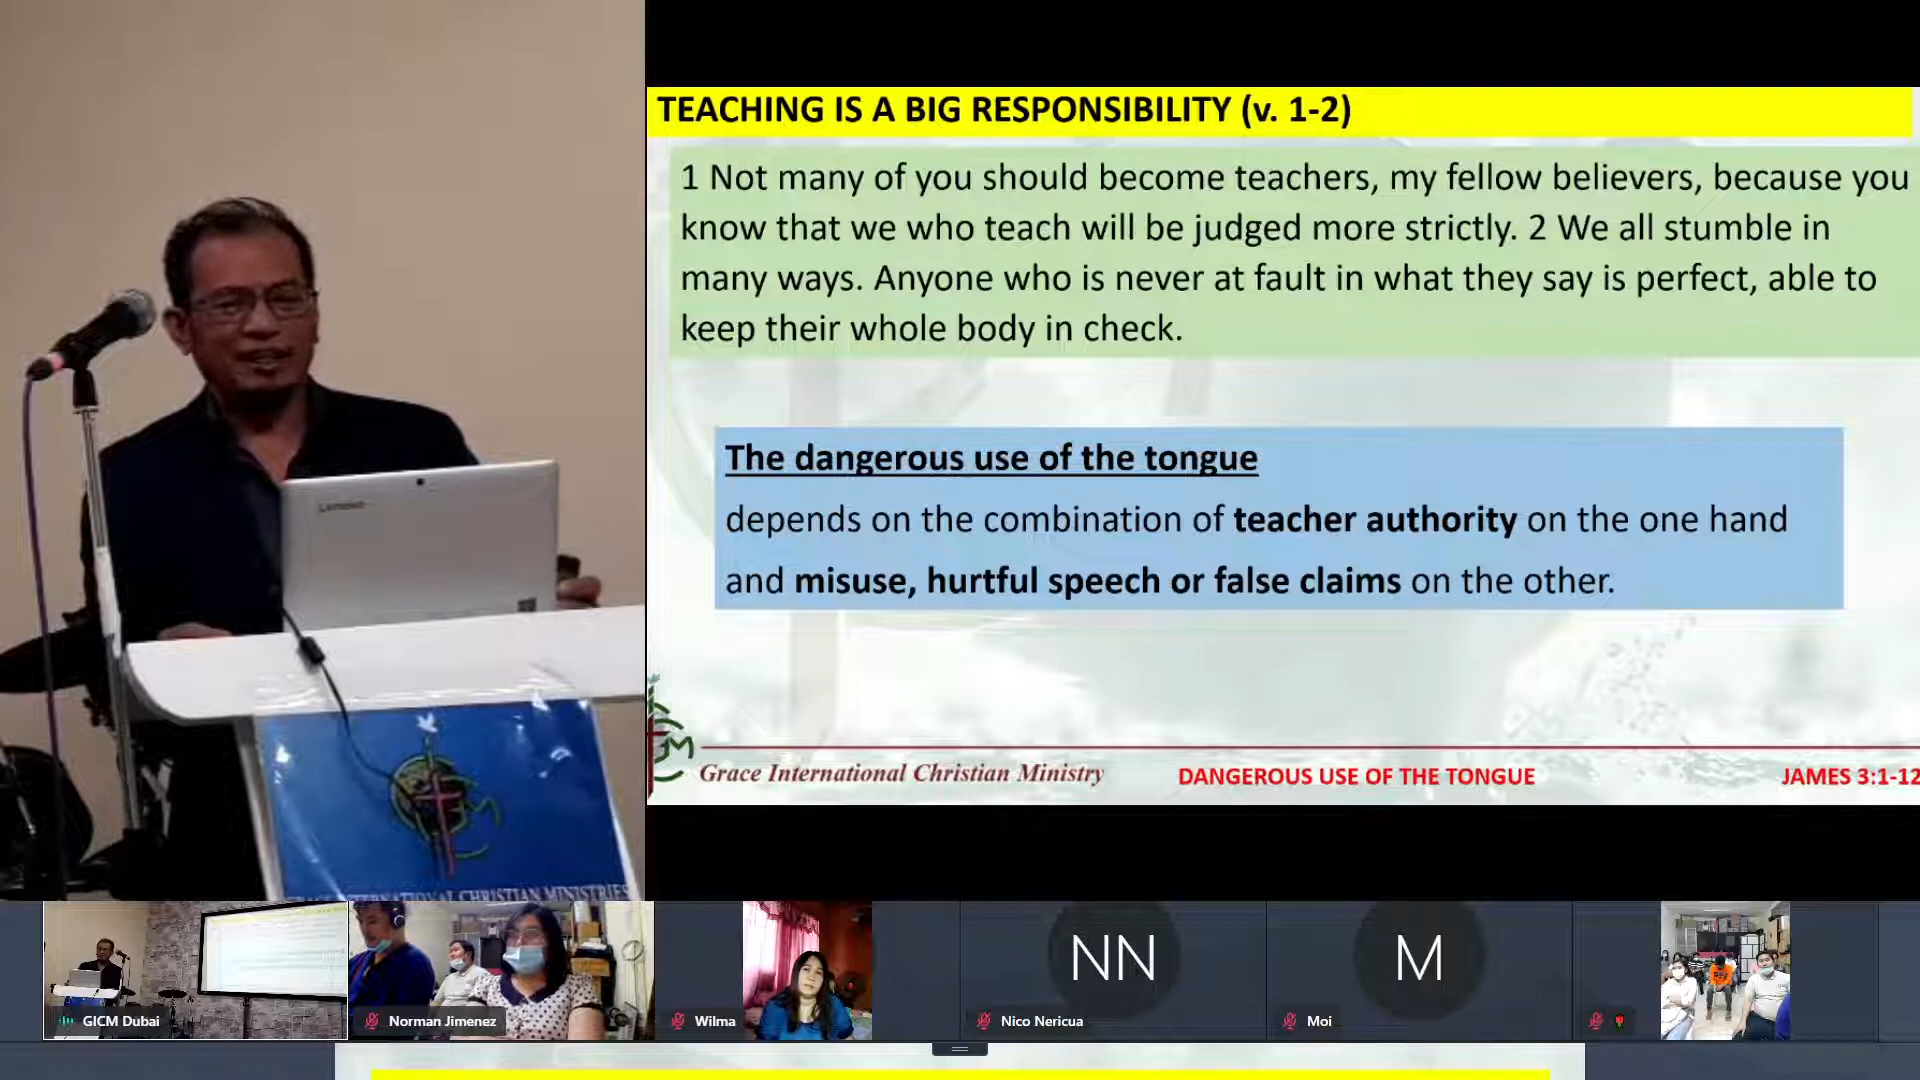 TEACHING IS A BIG RESPONSIBILITY (v. 1-2)
1 Not many of you should become teachers, my fellow believers, because you
know that we who teach will be judged more strictly. 2 We all stumble in
many ways. Anyone who is never at fault in what they say is perfect, able to
keep their whole body in check.
The dangerous use of the tongue
depends on the combination of teacher authority on the one hand
and misuse, hurtful speech or false claims on the other.
Grace International Christian Ministry
DANGEROUS USE OF THE TONGUE
JAMES 3:1-12
Lenovo
INTERNATIONAL CHRISTIAN MINISTRIES
NN
M
GICM Dubai
Norman Jimenez
Wilma
Nico Nericua
Moi